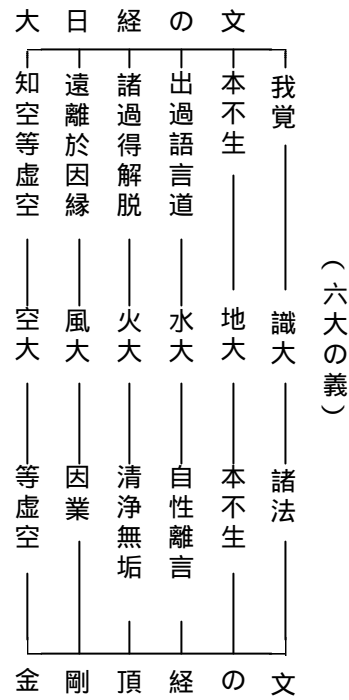 （六大の義）
大日経の文
我覚
本不生
出過語言道
諸過得解脱
遠離於因縁
知空等虚空
識大
地大
水大
火大
風大
空大
諸法
本不生
自性離言
清浄無垢
因業
等虚空
金剛頂経の文